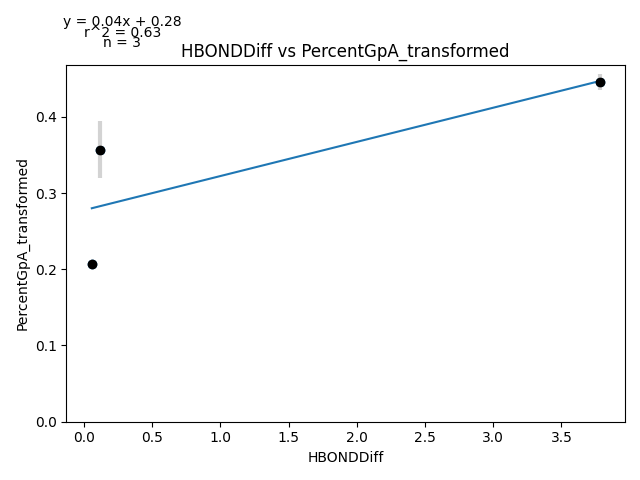 y = 0.04x + 0.28
r^2 = 0.63
n = 3
HBONDDiff vs PercentGpA_transformed
PercentGpA_transformed
0.4
0.3
0.2
0.1
0.0
0.0 0.5 1.0 1.5 2.0 2.5 3.0 3.5
HBONDDiff